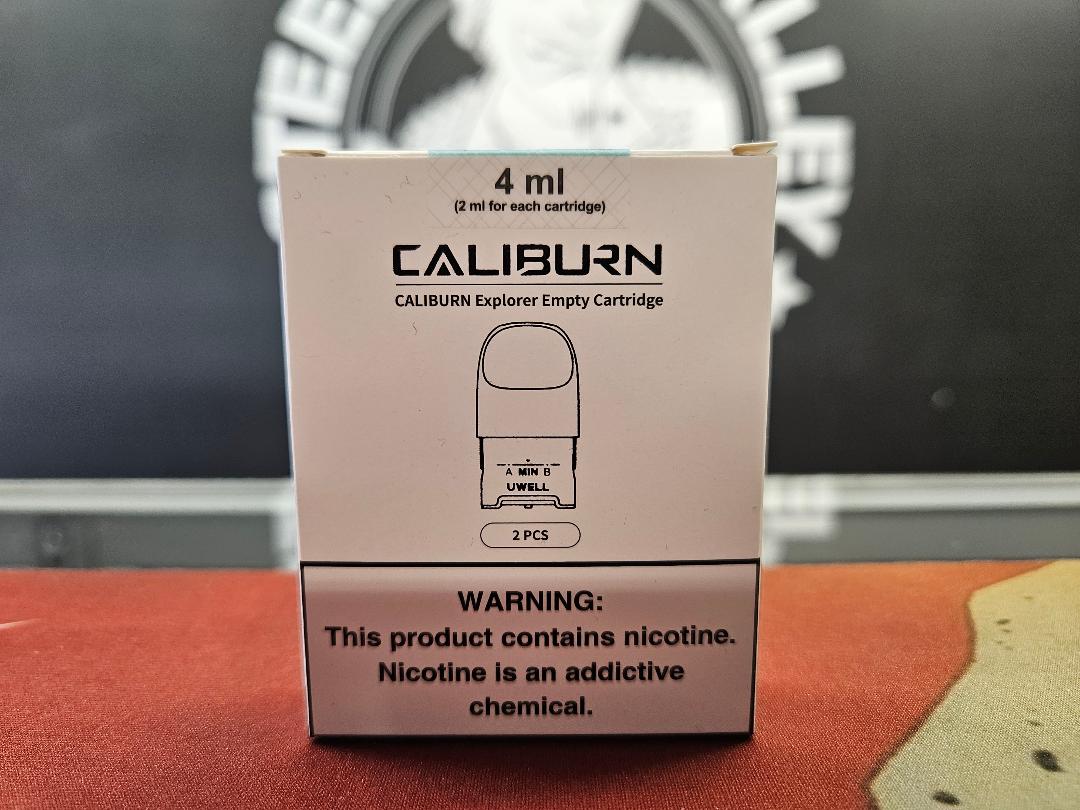 4 ml
(2 ml for each cartridge)
CALIBURN
CALIBURN Explorer Empty Cartridge
A MIN B
UWELL
2 PCS
WARNING:
This product contains nicotine.
Nicotine is an addictive
chemical.